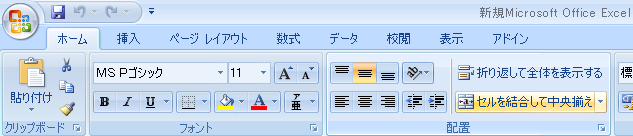 新規Microsoft Office Excel
ホーム 挿入 ページ レイアウト 数式 データ 校閲 表示 アドイン
貼り付け
MS Pゴシック 11 A A
B I U A ア亜
折り返して全体を表示する
セルを結合して中央揃え
標
クリップボード フォント 配置